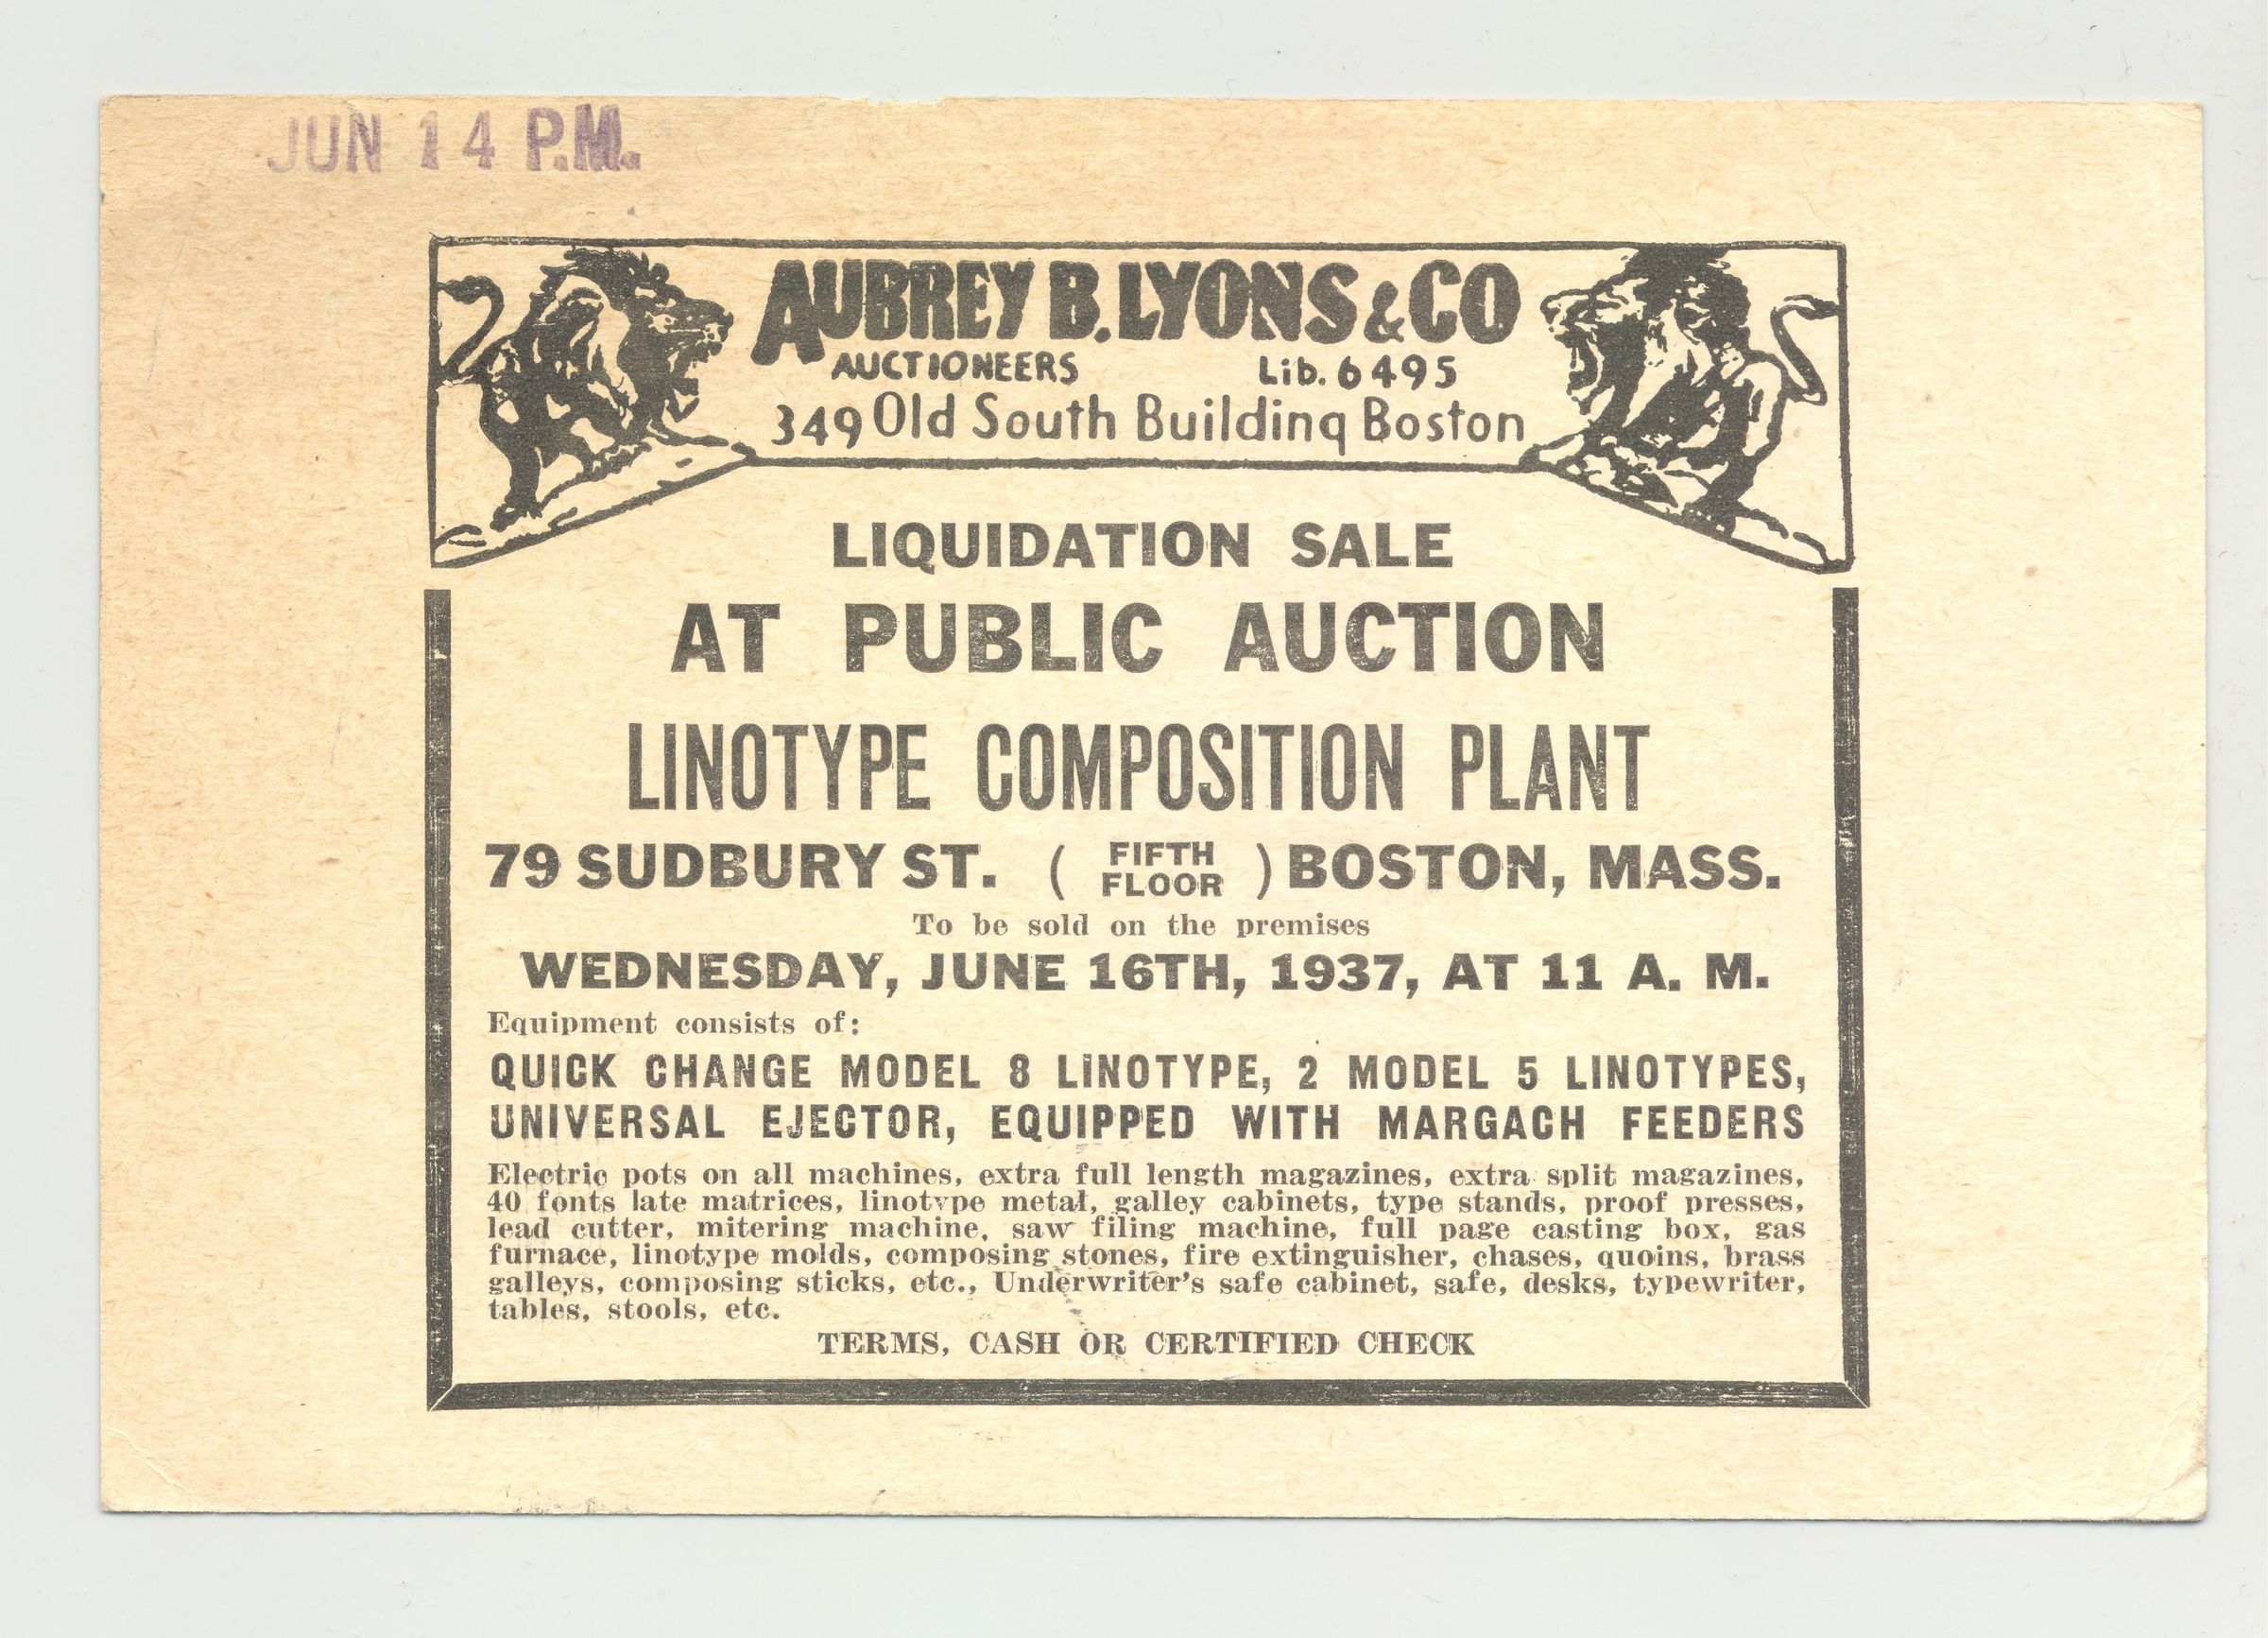 JUN 14 P.M.
AUBREY B. LYONS & CO
AUCTIONEERS Lib. 6495
349 Old South Building Boston
LIQUIDATION SALE
AT PUBLIC AUCTION
LINOTYPE COMPOSITION PLANT
79 SUDBURY ST. ( FIFTH FLOOR ) BOSTON, MASS.
To be sold on the premises
WEDNESDAY, JUNE 16TH, 1937, AT 11 A. M.
Equipment consists of:
QUICK CHANGE MODEL 8 LINOTYPE, 2 MODEL 5 LINOTYPES,
UNIVERSAL EJECTOR, EQUIPPED WITH MARGACH FEEDERS
Electric pots on all machines, extra full length magazines, extra split magazines,
40 fonts late matrices, linotype metal, galley cabinets, type stands, proof presses,
lead cutter, mitering machine, saw filing machine, full page casting box, gas
furnace, linotype molds, composing stones, fire extinguisher, chases, quoins, brass
galleys, composing sticks, etc., Underwriter's safe cabinet, safe, desks, typewriter,
tables, stools, etc.
TERMS, CASH OR CERTIFIED CHECK